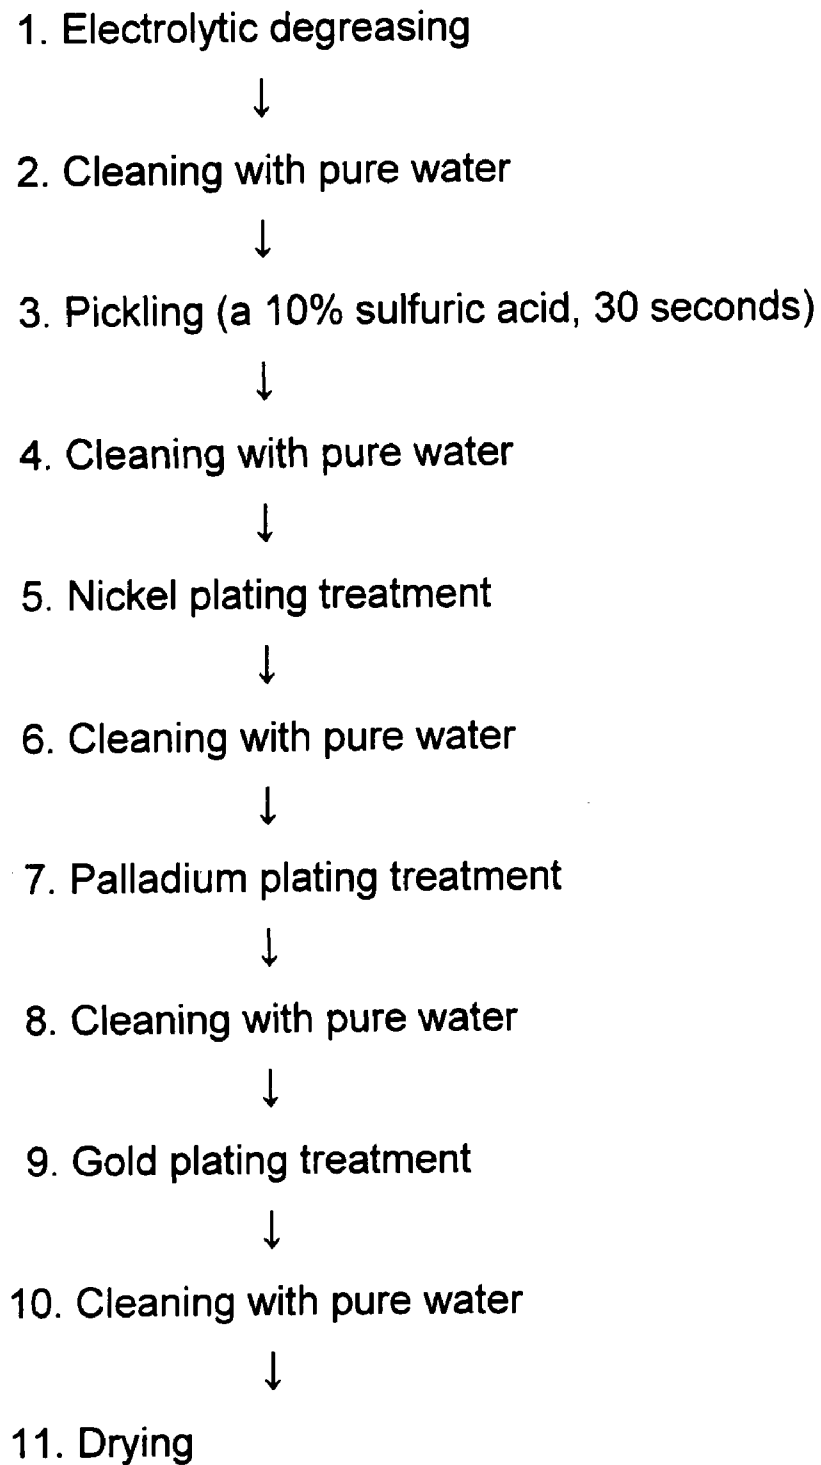 1. Electrolytic degreasing
↓
2. Cleaning with pure water
↓
3. Pickling (a 10% sulfuric acid, 30 seconds)
↓
4. Cleaning with pure water
↓
5. Nickel plating treatment
↓
6. Cleaning with pure water
↓
7. Palladium plating treatment
↓
8. Cleaning with pure water
↓
9. Gold plating treatment
↓
10. Cleaning with pure water
↓
11. Drying